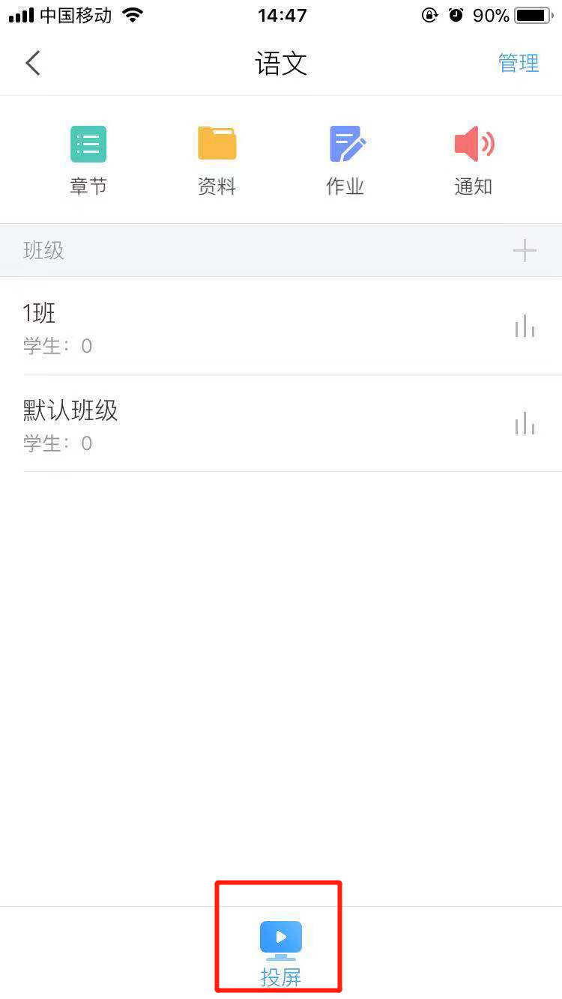 中国移动 14:47 90%
语文 管理
章节 资料 作业 通知
班级
1班
学生：0
默认班级
学生：0
投屏